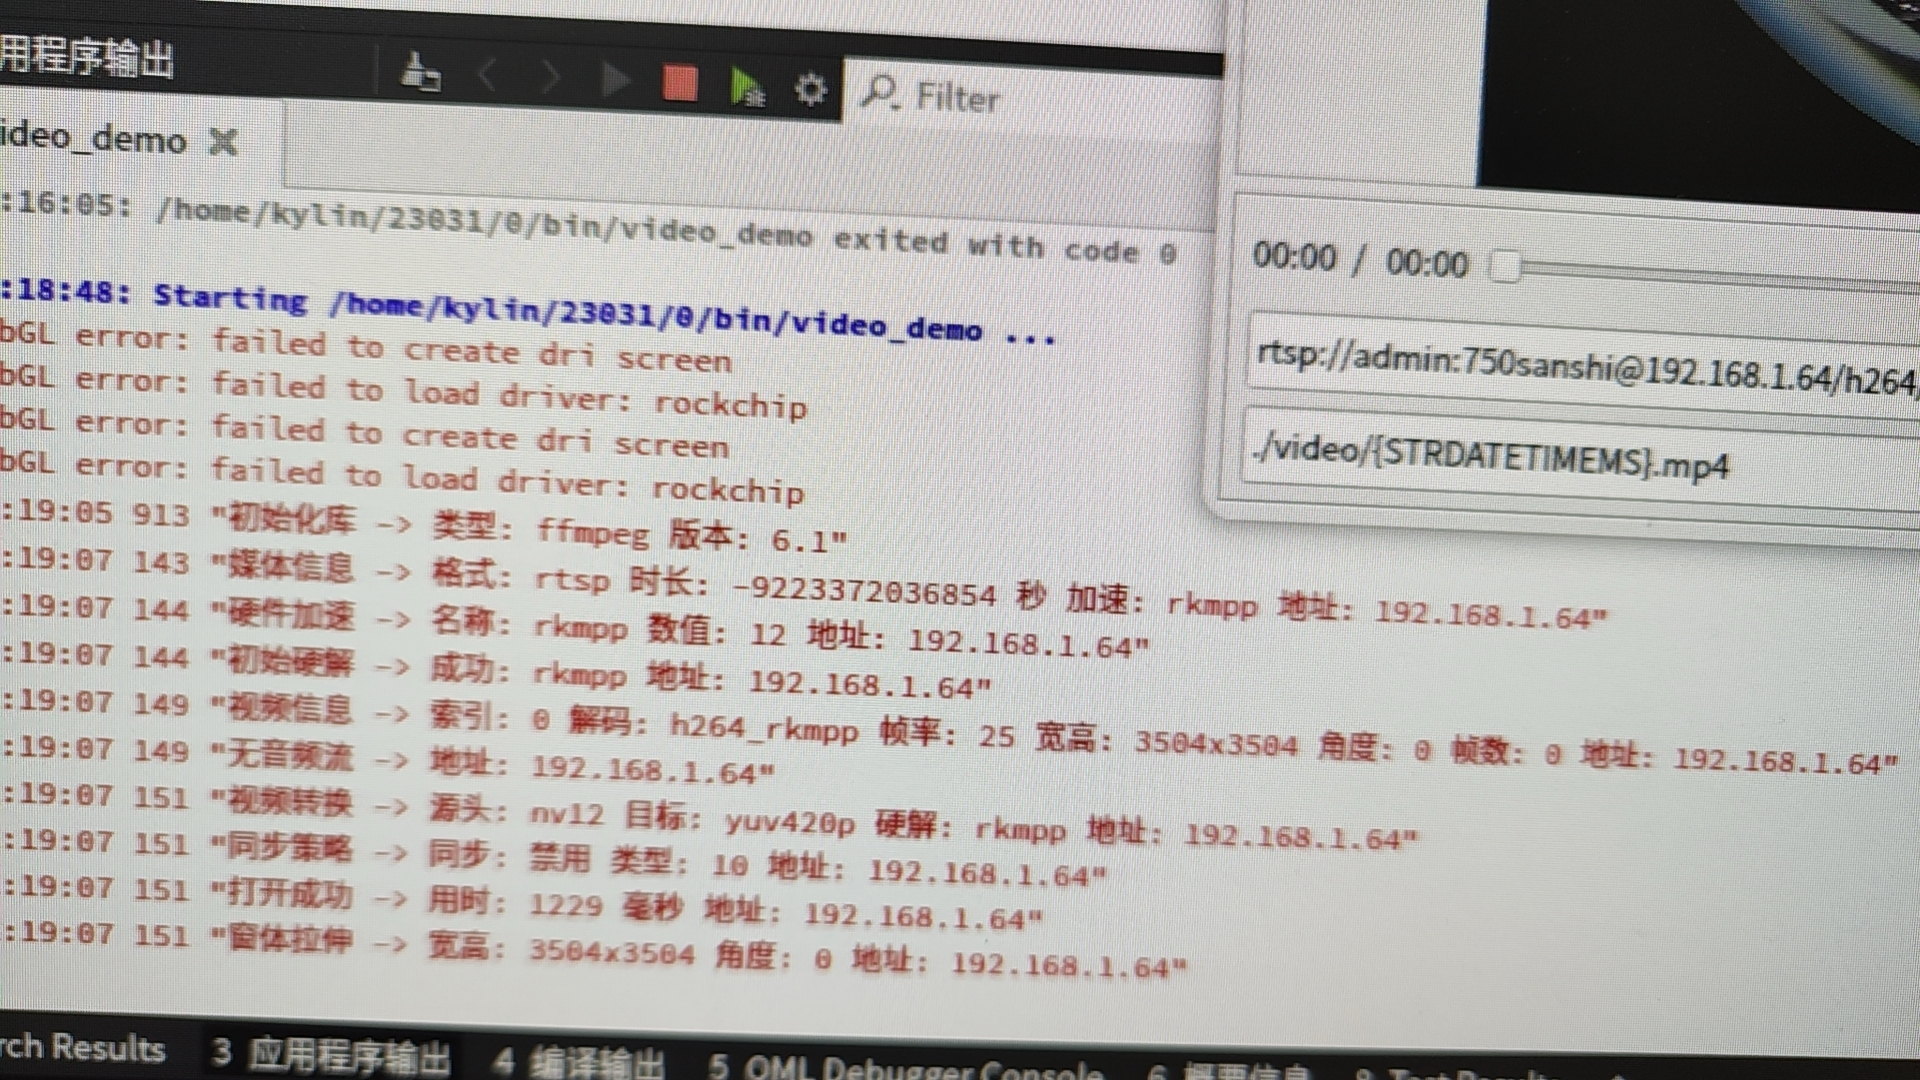 用程序输出
Filter
ideo_demo
:16:05: /home/kylin/23031/0/bin/video_demo exited with code 0
:18:48: Starting /home/kylin/23031/0/bin/video_demo ...
bGL error: failed to create dri screen
bGL error: failed to load driver: rockchip
bGL error: failed to create dri screen
bGL error: failed to load driver: rockchip
:19:05 913 "初始化库 -> 类型: ffmpeg 版本: 6.1"
:19:07 143 "媒体信息 -> 格式: rtsp 时长: -9223372036854 秒 加速: rkmpp 地址: 192.168.1.64"
:19:07 144 "硬件加速 -> 名称: rkmpp 数值: 12 地址: 192.168.1.64"
:19:07 144 "初始硬解 -> 成功: rkmpp 地址: 192.168.1.64"
:19:07 149 "视频信息 -> 索引: 0 解码: h264_rkmpp 帧率: 25 宽高: 3504x3504 角度: 0 帧数: 0 地址: 192.168.1.64"
:19:07 149 "无音频流 -> 地址: 192.168.1.64"
:19:07 151 "视频转换 -> 源头: nv12 目标: yuv420p 硬解: rkmpp 地址: 192.168.1.64"
:19:07 151 "同步策略 -> 同步: 禁用 类型: 10 地址: 192.168.1.64"
:19:07 151 "打开成功 -> 用时: 1229 毫秒 地址: 192.168.1.64"
:19:07 151 "窗体拉伸 -> 宽高: 3504x3504 角度: 0 地址: 192.168.1.64"
00:00 / 00:00
rtsp://admin:750sanshi@192.168.1.64/h264/
./video/{STRDATETIMEMS}.mp4
rch Results 3 应用程序输出 4 编译输出 5 QML Debugger Console 6 概要信息 Test Results